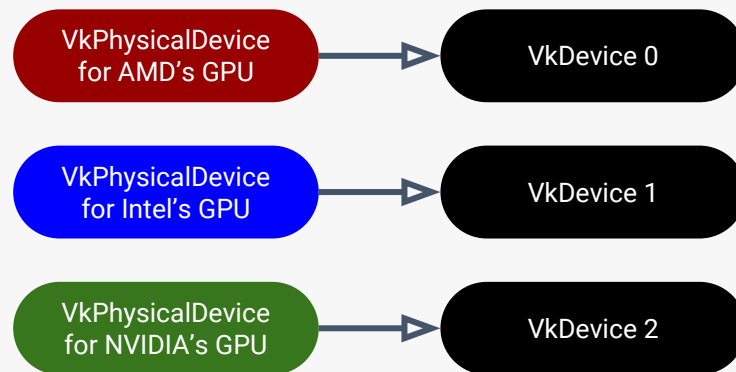 VkPhysicalDevice
for AMD's GPU
VkDevice 0
VkPhysicalDevice
for Intel's GPU
VkDevice 1
VkPhysicalDevice
for NVIDIA's GPU
VkDevice 2